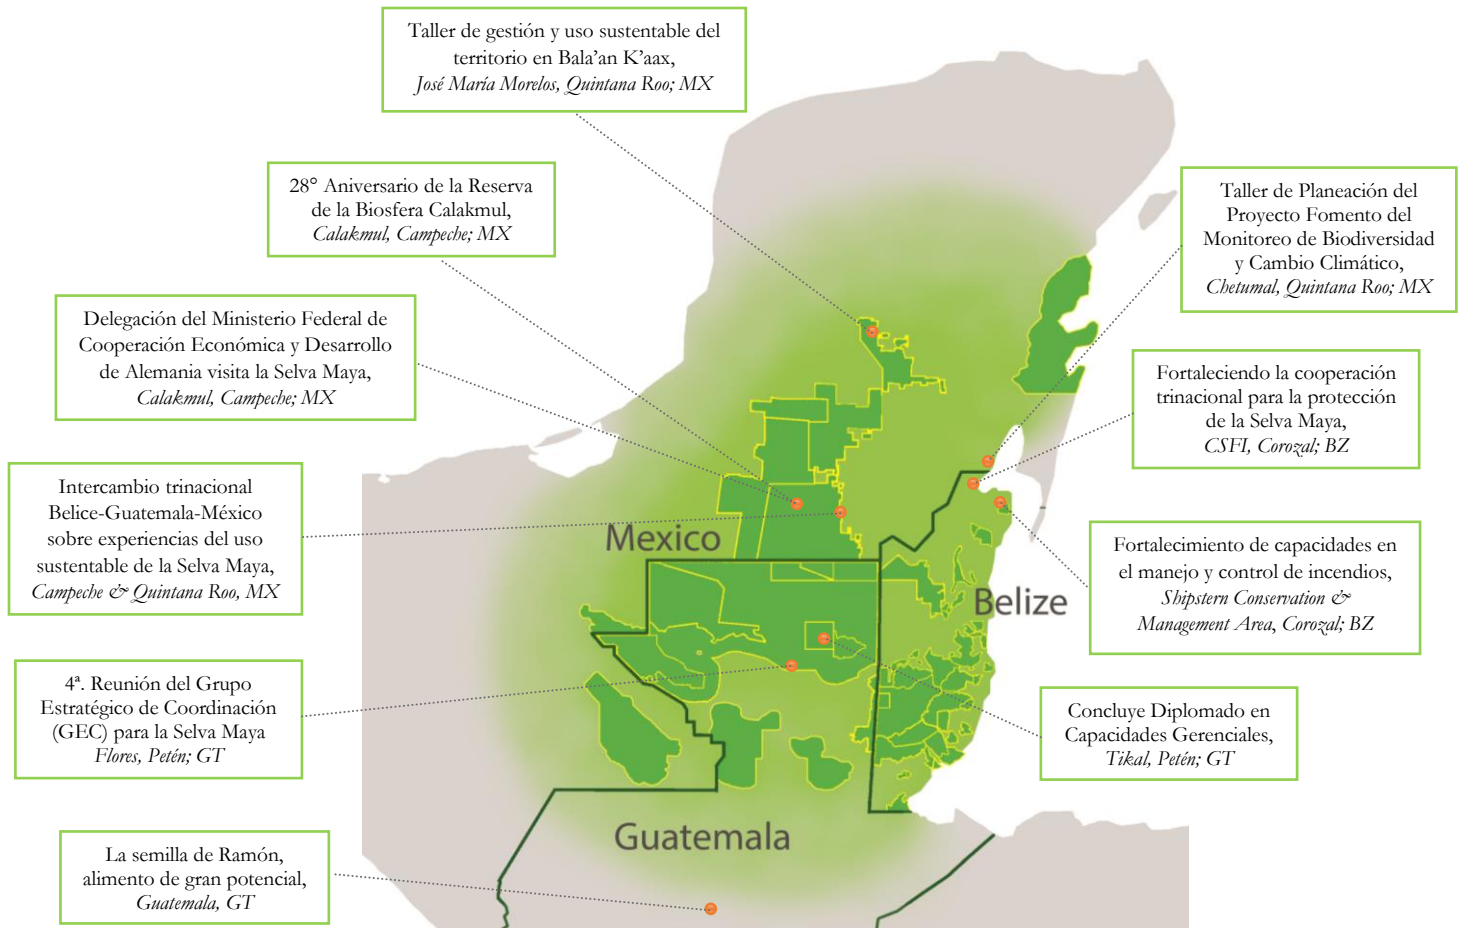 Taller de gestión y uso sustentable del
territorio en Bala’an K’aax,
José María Morelos, Quintana Roo; MX
28° Aniversario de la Reserva
de la Biosfera Calakmul,
Calakmul, Campeche; MX
Delegación del Ministerio Federal de
Cooperación Económica y Desarrollo
de Alemania visita la Selva Maya,
Calakmul, Campeche; MX
Intercambio trinacional
Belice-Guatemala-México
sobre experiencias del uso
sustentable de la Selva Maya,
Campeche & Quintana Roo, MX
4ª. Reunión del Grupo
Estratégico de Coordinación
(GEC) para la Selva Maya
Flores, Petén; GT
La semilla de Ramón,
alimento de gran potencial,
Guatemala, GT
Mexico
Belize
Guatemala
Taller de Planeación del
Proyecto Fomento del
Monitoreo de Biodiversidad
y Cambio Climático,
Chetumal, Quintana Roo; MX
Fortaleciendo la cooperación
trinacional para la protección
de la Selva Maya,
CSFI, Corozal; BZ
Fortalecimiento de capacidades en
el manejo y control de incendios,
Shipstern Conservation &
Management Area, Corozal; BZ
Concluye Diplomado en
Capacidades Gerenciales,
Tikal, Petén; GT